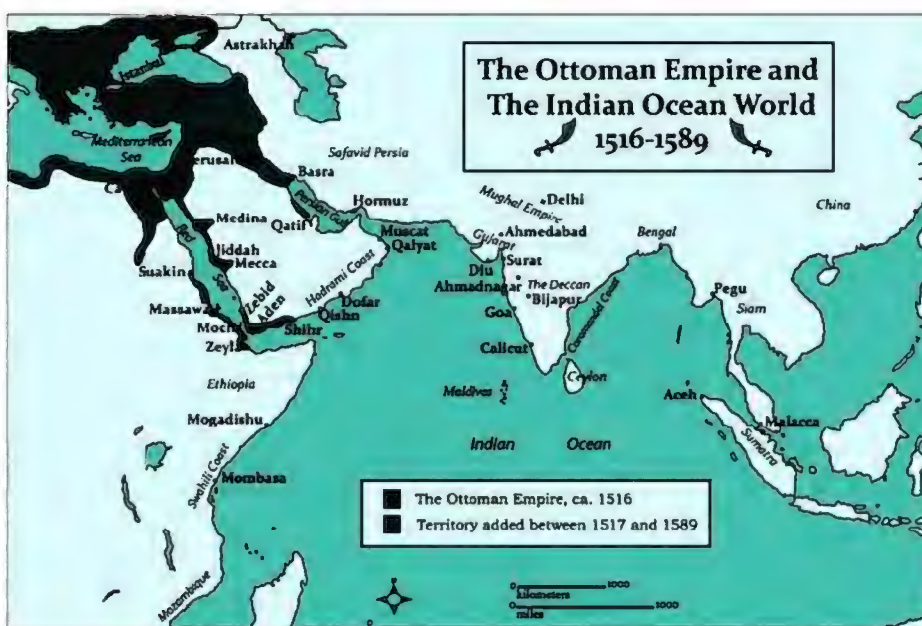 The Ottoman Empire and
The Indian Ocean World
1516-1589
Astrakhan
Istanbul
Mediterranean
Sea
Safavid Persia
Basra
Persian Gulf
Hormuz
Qatif
Muscat
Qalyat
Medina
Jiddah
Mecca
Red
Sea
Suakin
Hadrami Coast
Massawa
Zebid
Aden
Dofar
Qishn
Shihr
Moch
Zeyla
Ethiopia
Mogadishu
Swahili Coast
Mombasa
Mozambique
Mughal Empire
Delhi
China
Gujarat
Ahmedabad
Bengal
Surat
Diu
Ahmadnagar
The Deccan
Bijapur
Goa
Coromandel Coast
Calicut
Ceylon
Maldives
Pegu
Siam
Aceh
Malacca
Sumatra
Indian Ocean
The Ottoman Empire, ca. 1516
Territory added between 1517 and 1589
0 1000
kilometers
0 1000
miles